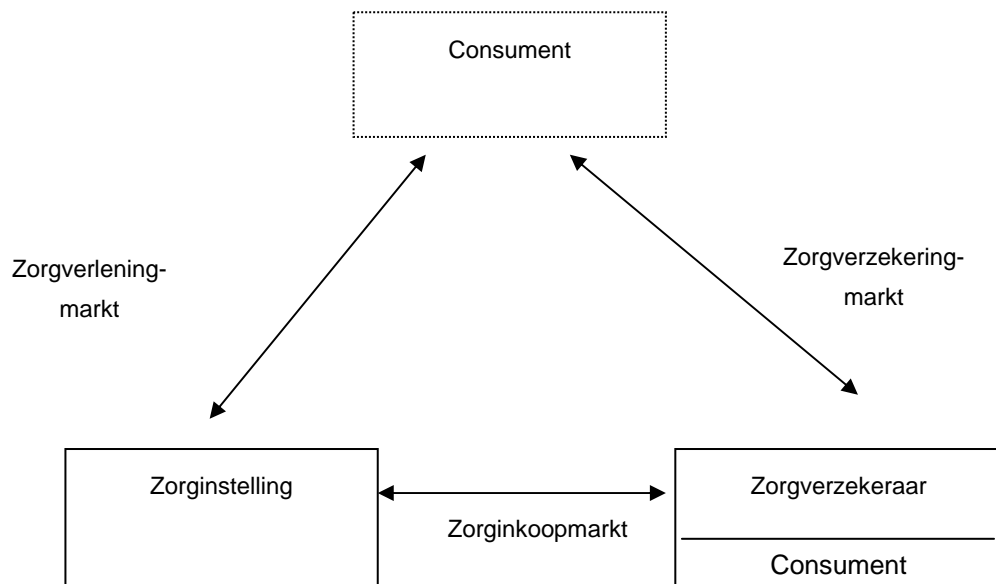 Consument
Zorgverlening-
markt
Zorgverzekering-
markt
Zorginstelling
Zorgverzekeraar
Zorginkoopmarkt
Consument